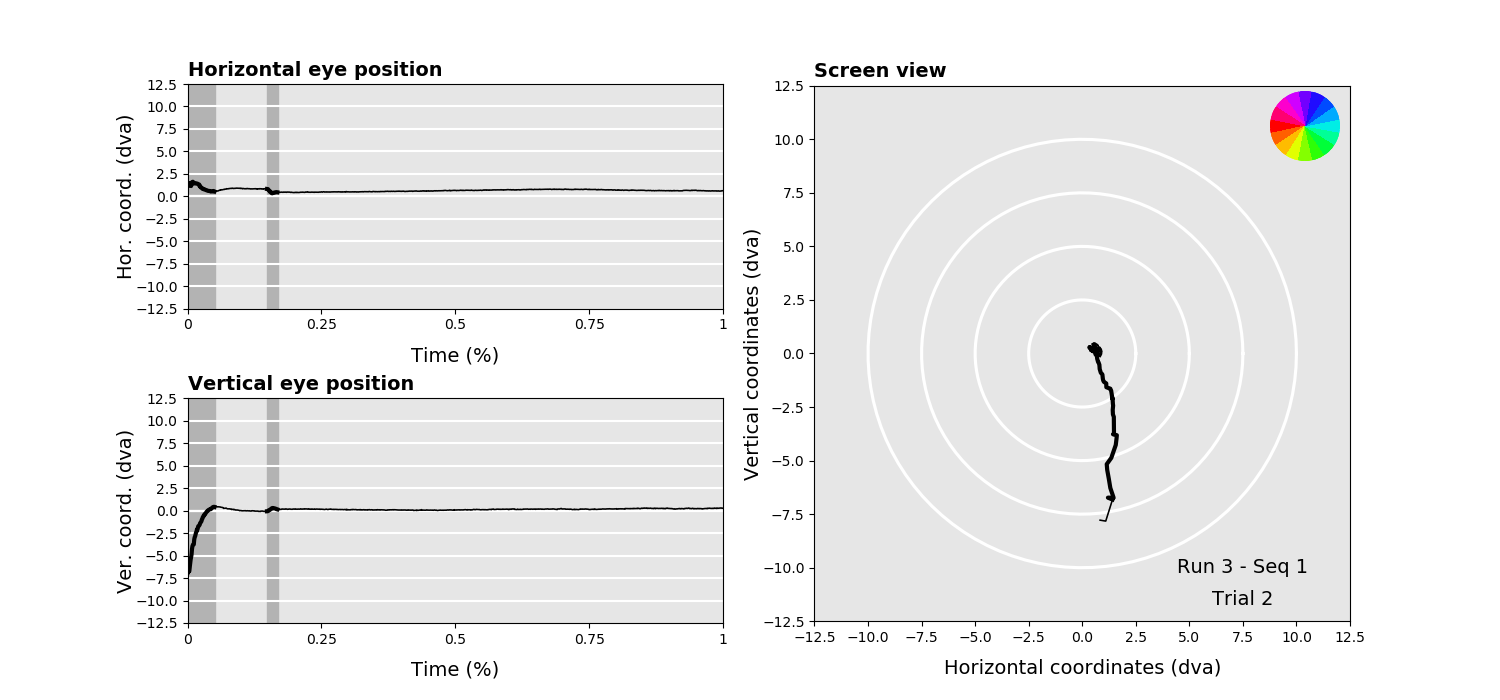 Horizontal eye position
Hor. coord. (dva)
12.5
10.0
7.5
5.0
2.5
0.0
−2.5
−5.0
−7.5
−10.0
−12.5
0 0.25 0.5 0.75 1
Time (%)
Vertical eye position
Ver. coord. (dva)
12.5
10.0
7.5
5.0
2.5
0.0
−2.5
−5.0
−7.5
−10.0
−12.5
0 0.25 0.5 0.75 1
Time (%)
Screen view
Vertical coordinates (dva)
12.5
10.0
7.5
5.0
2.5
0.0
−2.5
−5.0
−7.5
−10.0
−12.5
Run 3 - Seq 1
Trial 2
−12.5 −10.0 −7.5 −5.0 −2.5 0.0 2.5 5.0 7.5 10.0 12.5
Horizontal coordinates (dva)